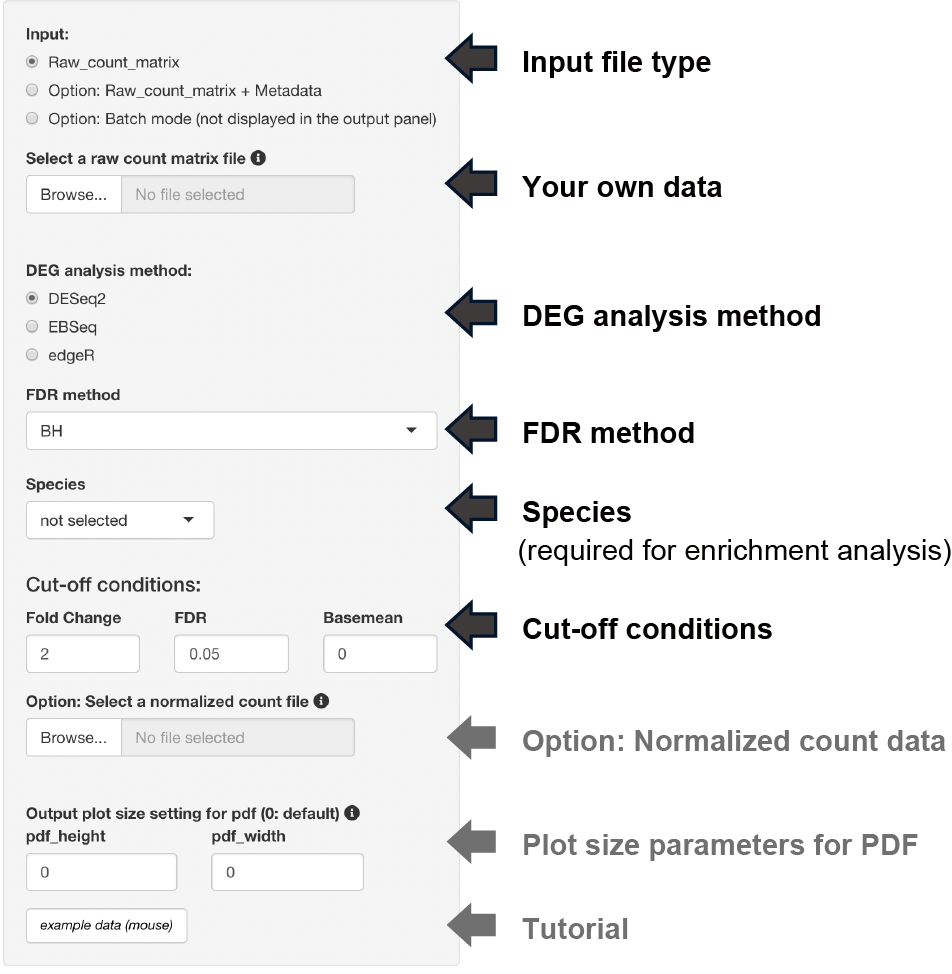 Input:
Raw_count_matrix
Option: Raw_count_matrix + Metadata
Option: Batch mode (not displayed in the output panel)
Input file type
Select a raw count matrix file
Browse... No file selected
Your own data
DEG analysis method:
DESeq2
EBSeq
edgeR
DEG analysis method
FDR method
BH
FDR method
Species
not selected
Species
(required for enrichment analysis)
Cut-off conditions:
Fold Change FDR Basemean
2 0.05 0
Cut-off conditions
Option: Select a normalized count file
Browse... No file selected
Option: Normalized count data
Output plot size setting for pdf (0: default)
pdf_height pdf_width
0 0
Plot size parameters for PDF
example data (mouse)
Tutorial